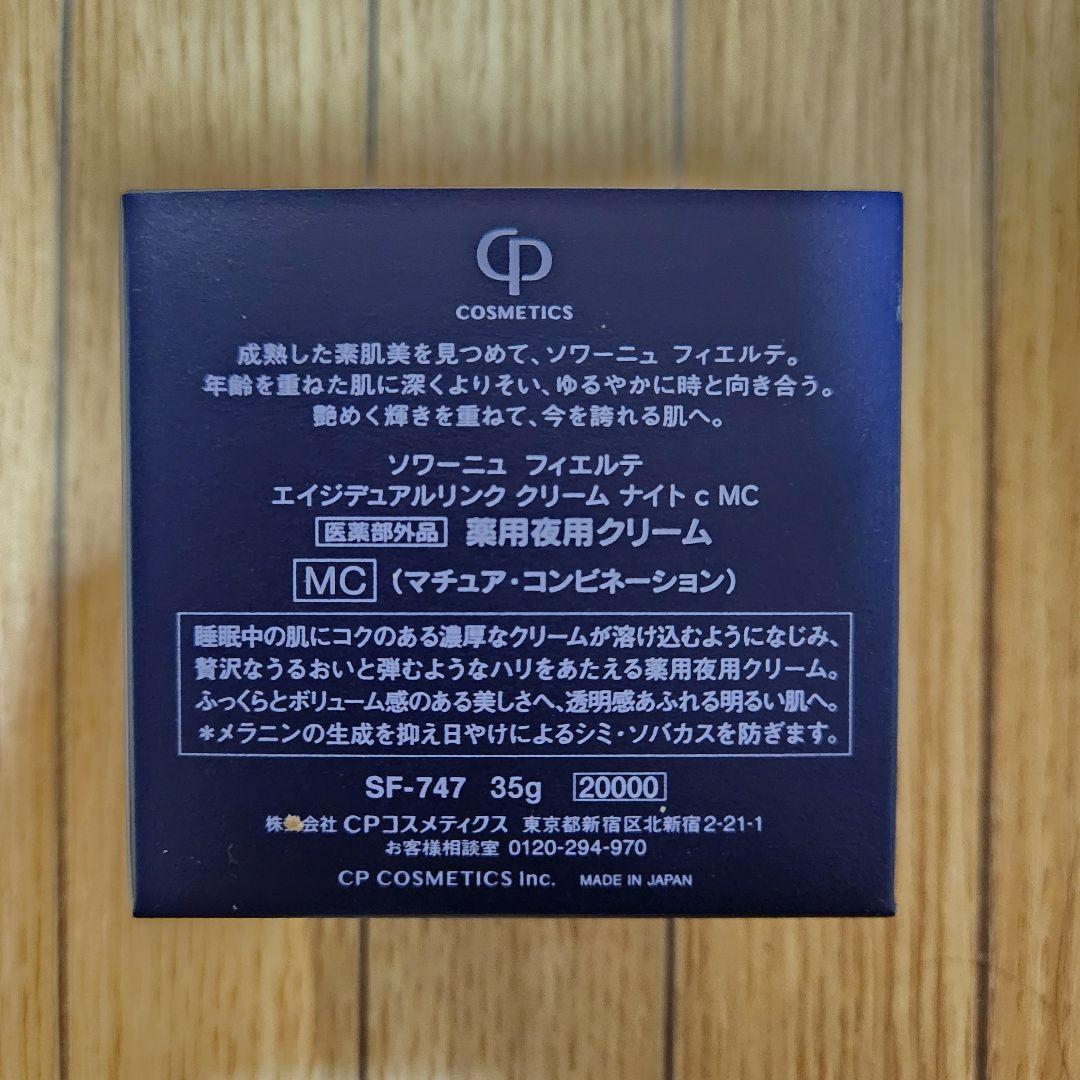 CP
COSMETICS
成熟した素肌美を見つめて、ソワーニュ フィエルテ。
年齢を重ねた肌に深くよりそい、ゆるやかに時と向き合う。
艶めく輝きを重ねて、今を誇れる肌へ。
ソワーニュ フィエルテ
エイジデュアルリンク クリーム ナイト c MC
医薬部外品 薬用夜用クリーム
MC (マチュア・コンビネーション)
睡眠中の肌にコクのある濃厚なクリームが溶け込むようになじみ、
贅沢なうるおいと弾むようなハリをあたえる薬用夜用クリーム。
ふっくらとボリューム感のある美しさへ、透明感あふれる明るい肌へ。
*メラニンの生成を抑え日やけによるシミ・ソバカスを防ぎます。
SF-747 35g 20000
株式会社 CPコスメティクス 東京都新宿区北新宿2-21-1
お客様相談室 0120-294-970
CP COSMETICS Inc. MADE IN JAPAN